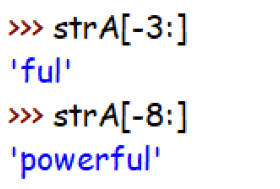 >>> strA[-3:]
'ful'
>>> strA[-8:]
'powerful'